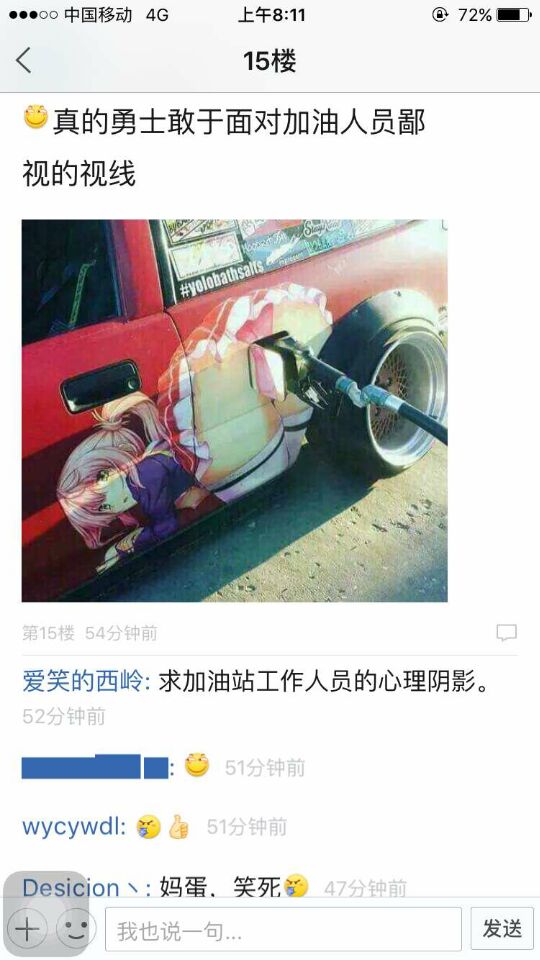 中国移动 4G 上午8:11 72%
15楼
真的勇士敢于面对加油人员鄙
视的视线
#yolobathsalts
第15楼 54分钟前
爱笑的西岭: 求加油站工作人员的心理阴影。
52分钟前
: 51分钟前
wycywdl: 51分钟前
Desicion丶: 妈蛋，笑死 47分钟前
我也说一句... 发送